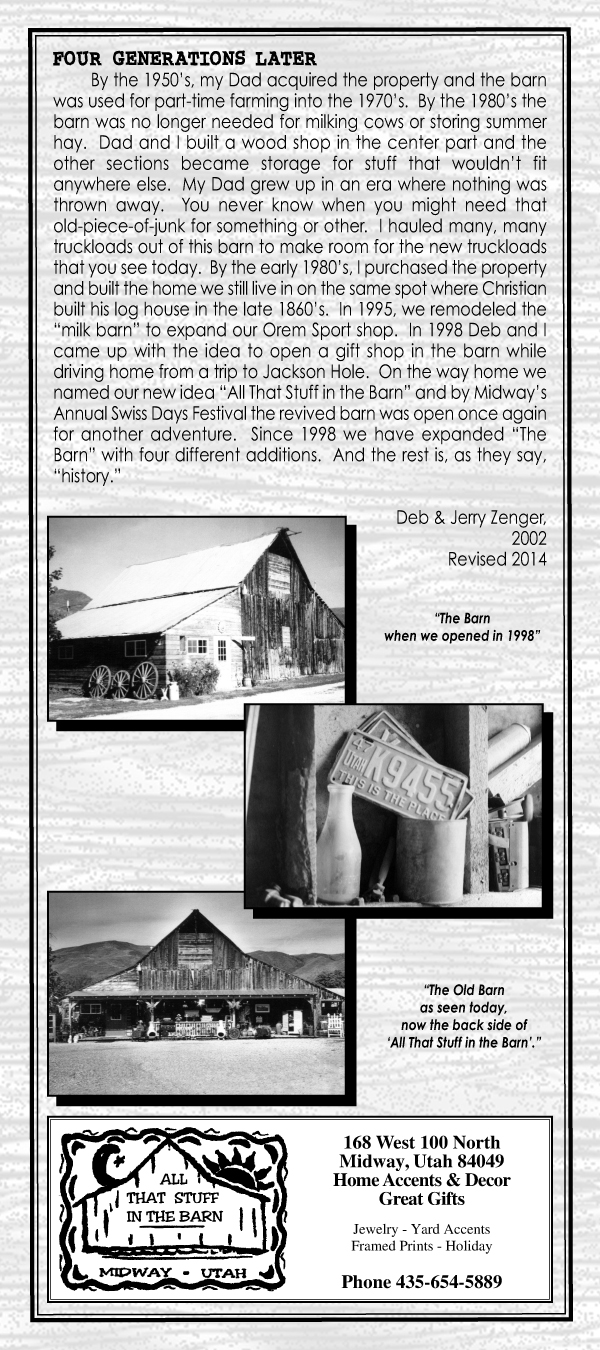 FOUR GENERATIONS LATER
By the 1950's, my Dad acquired the property and the barn
was used for part-time farming into the 1970's.  By the 1980's the
barn was no longer needed for milking cows or storing summer
hay.  Dad and I built a wood shop in the center part and the
other sections became storage for stuff that wouldn't fit
anywhere else.  My Dad grew up in an era where nothing was
thrown away.  You never know when you might need that
old-piece-of-junk for something or other.  I hauled many, many
truckloads out of this barn to make room for the new truckloads
that you see today.  By the early 1980's, I purchased the property
and built the home we still live in on the same spot where Christian
built his log house in the late 1860's.  In 1995, we remodeled the
"milk barn" to expand our Orem Sport shop.  In 1998 Deb and I
came up with the idea to open a gift shop in the barn while
driving home from a trip to Jackson Hole.  On the way home we
named our new idea "All That Stuff in the Barn" and by Midway's
Annual Swiss Days Festival the revived barn was open once again
for another adventure.  Since 1998 we have expanded "The
Barn" with four different additions.  And the rest is, as they say,
"history."
Deb & Jerry Zenger,
2002
Revised 2014
"The Barn
when we opened in 1998"
47
UTAH K9455
THIS IS THE PLACE
"The Old Barn
as seen today,
now the back side of
'All That Stuff in the Barn'."
ALL
THAT STUFF
IN THE BARN
MIDWAY - UTAH
168 West 100 North
Midway, Utah 84049
Home Accents & Decor
Great Gifts
Jewelry - Yard Accents
Framed Prints - Holiday
Phone 435-654-5889